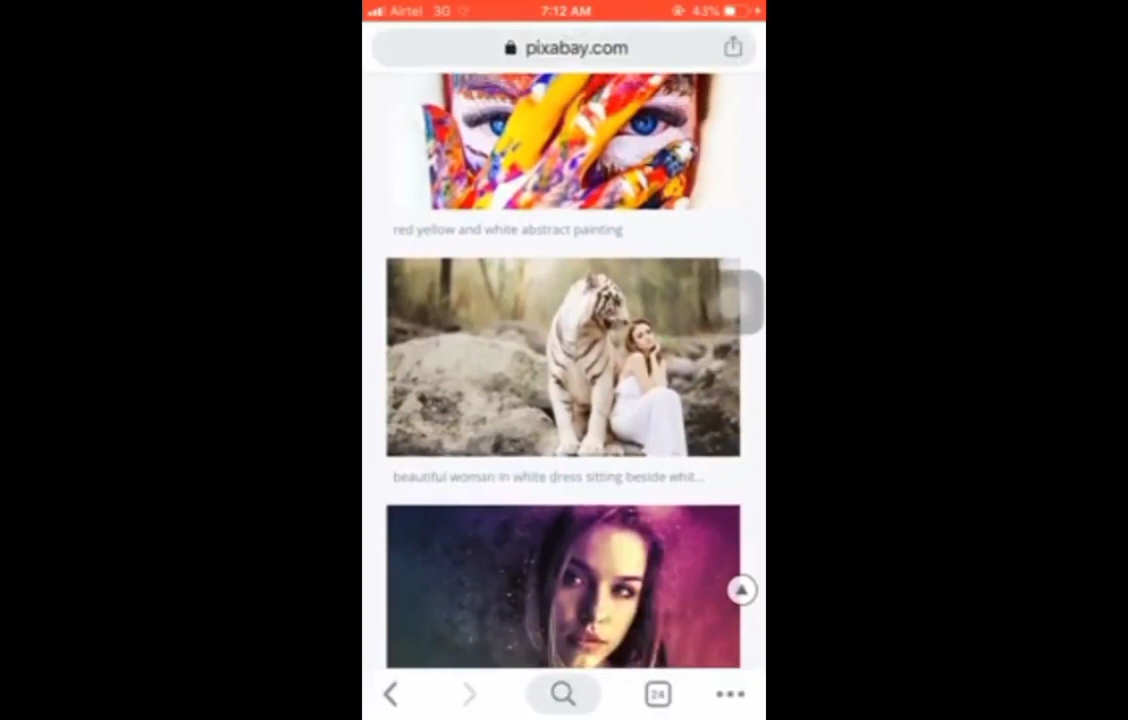 Airtel 3G 7:12 AM 43%
pixabay.com
red yellow and white abstract painting
beautiful woman in white dress sitting beside whit...
24